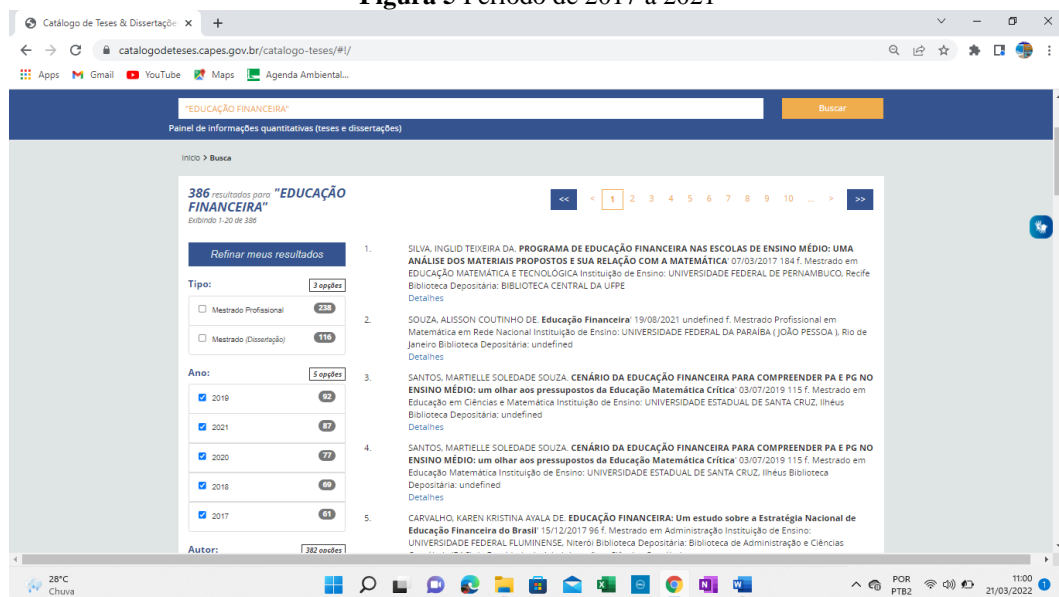 Figura 5 Período de 2017 a 2021
Catálogo de Teses & Dissertaçõe
catalogodeteses.capes.gov.br/catalogo-teses/#!/
Apps Gmail YouTube Maps Agenda Ambiental...
"EDUCAÇÃO FINANCEIRA"
Buscar
Painel de informações quantitativas (teses e dissertações)
Início > Busca
386 resultados para "EDUCAÇÃO
FINANCEIRA"
Exibindo 1-20 de 386
<< < 1 2 3 4 5 6 7 8 9 10 ... > >>
Refinar meus resultados
Tipo: 3 opções
Mestrado Profissional 238
Mestrado (Dissertação) 116
Ano: 5 opções
2019 92
2021 87
2020 77
2018 69
2017 61
Autor: 382 opções
1. SILVA, INGLID TEIXEIRA DA. PROGRAMA DE EDUCAÇÃO FINANCEIRA NAS ESCOLAS DE ENSINO MÉDIO: UMA
ANÁLISE DOS MATERIAIS PROPOSTOS E SUA RELAÇÃO COM A MATEMÁTICA' 07/03/2017 184 f. Mestrado em
EDUCAÇÃO MATEMÁTICA E TECNOLÓGICA Instituição de Ensino: UNIVERSIDADE FEDERAL DE PERNAMBUCO, Recife
Biblioteca Depositária: BIBLIOTECA CENTRAL DA UFPE
Detalhes
2. SOUZA, ALISSON COUTINHO DE. Educação Financeira' 19/08/2021 undefined f. Mestrado Profissional em
Matemática em Rede Nacional Instituição de Ensino: UNIVERSIDADE FEDERAL DA PARAÍBA ( JOÃO PESSOA ), Rio de
Janeiro Biblioteca Depositária: undefined
Detalhes
3. SANTOS, MARTIELLE SOLEDADE SOUZA. CENÁRIO DA EDUCAÇÃO FINANCEIRA PARA COMPREENDER PA E PG NO
ENSINO MÉDIO: um olhar aos pressupostos da Educação Matemática Crítica' 03/07/2019 115 f. Mestrado em
Educação em Ciências e Matemática Instituição de Ensino: UNIVERSIDADE ESTADUAL DE SANTA CRUZ, Ilhéus
Biblioteca Depositária: undefined
Detalhes
4. SANTOS, MARTIELLE SOLEDADE SOUZA. CENÁRIO DA EDUCAÇÃO FINANCEIRA PARA COMPREENDER PA E PG NO
ENSINO MÉDIO: um olhar aos pressupostos da Educação Matemática Crítica' 03/07/2019 115 f. Mestrado em
Educação Matemática Instituição de Ensino: UNIVERSIDADE ESTADUAL DE SANTA CRUZ, Ilhéus Biblioteca
Depositária: undefined
Detalhes
5. CARVALHO, KAREN KRISTINA AYALA DE. EDUCAÇÃO FINANCEIRA: Um estudo sobre a Estratégia Nacional de
Educação Financeira do Brasil' 15/12/2017 96 f. Mestrado em Administração Instituição de Ensino:
UNIVERSIDADE FEDERAL FLUMINENSE, Niterói Biblioteca Depositária: Biblioteca de Administração e Ciências
28°C
Chuva
POR
PTB2
11:00
21/03/2022
1